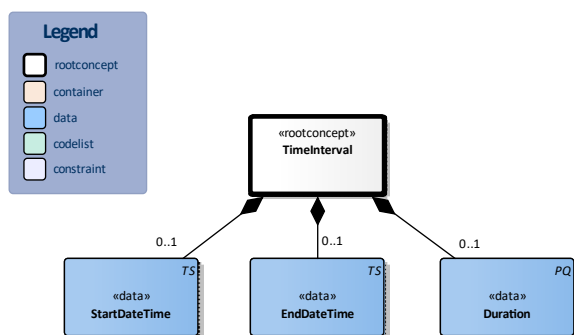 Legend
rootconcept
container
data
codelist
constraint
«rootconcept»
TimeInterval
0..1
0..1
0..1
TS
«data»
StartDateTime
TS
«data»
EndDateTime
PQ
«data»
Duration